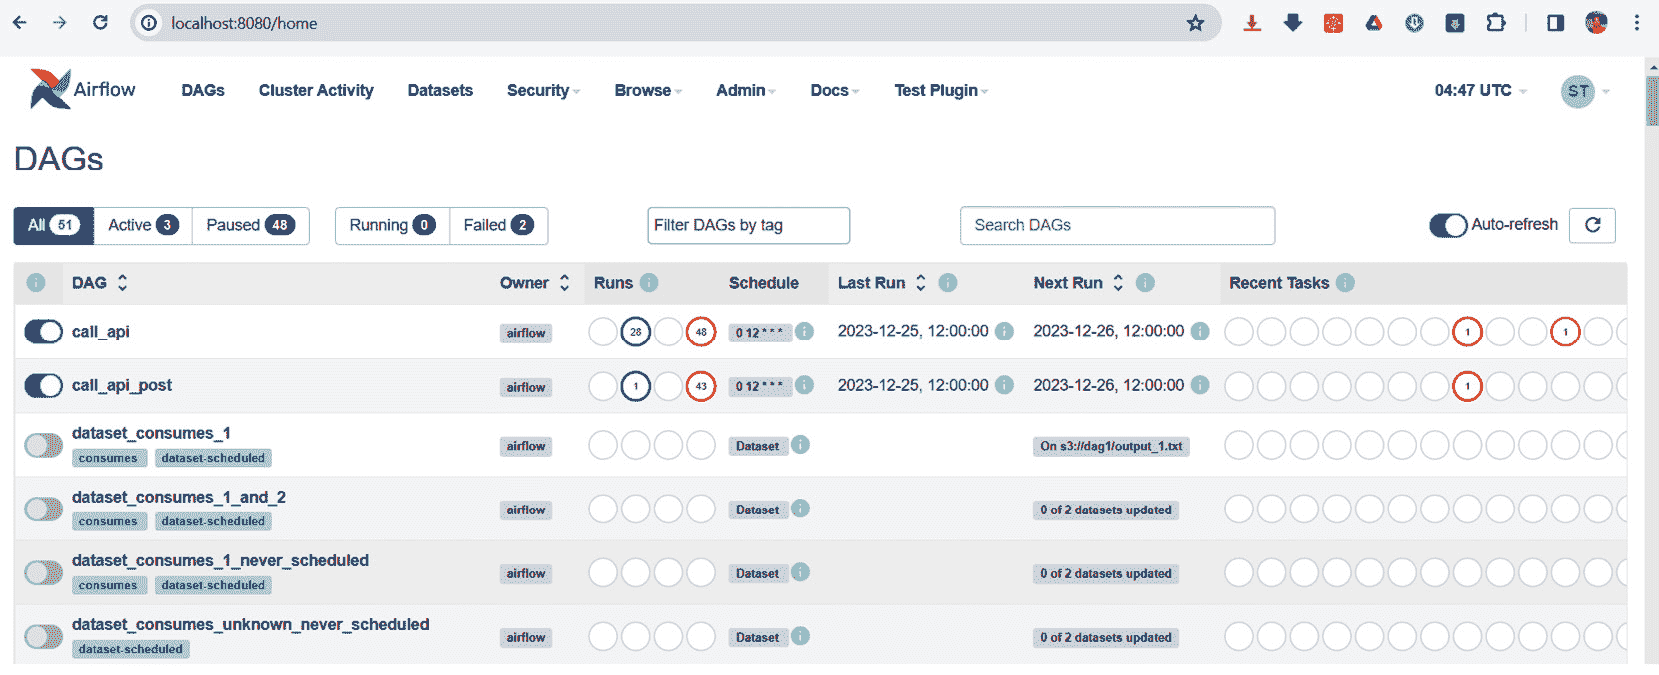 localhost:8080/home
Airflow DAGs Cluster Activity Datasets Security Browse Admin Docs Test Plugin 04:47 UTC ST
DAGs
All 51 Active 3 Paused 48 Running 0 Failed 2 Filter DAGs by tag Search DAGs Auto-refresh
i DAG Owner Runs i Schedule Last Run i Next Run i Recent Tasks i
call_api airflow 28 48 0 12 * * * i 2023-12-25, 12:00:00 i 2023-12-26, 12:00:00 i 1 1
call_api_post airflow 1 43 0 12 * * * i 2023-12-25, 12:00:00 i 2023-12-26, 12:00:00 i 1
dataset_consumes_1
consumes dataset-scheduled airflow Dataset i On s3://dag1/output_1.txt
dataset_consumes_1_and_2
consumes dataset-scheduled airflow Dataset i 0 of 2 datasets updated
dataset_consumes_1_never_scheduled
consumes dataset-scheduled airflow Dataset i 0 of 2 datasets updated
dataset_consumes_unknown_never_scheduled
dataset-scheduled airflow Dataset i 0 of 2 datasets updated